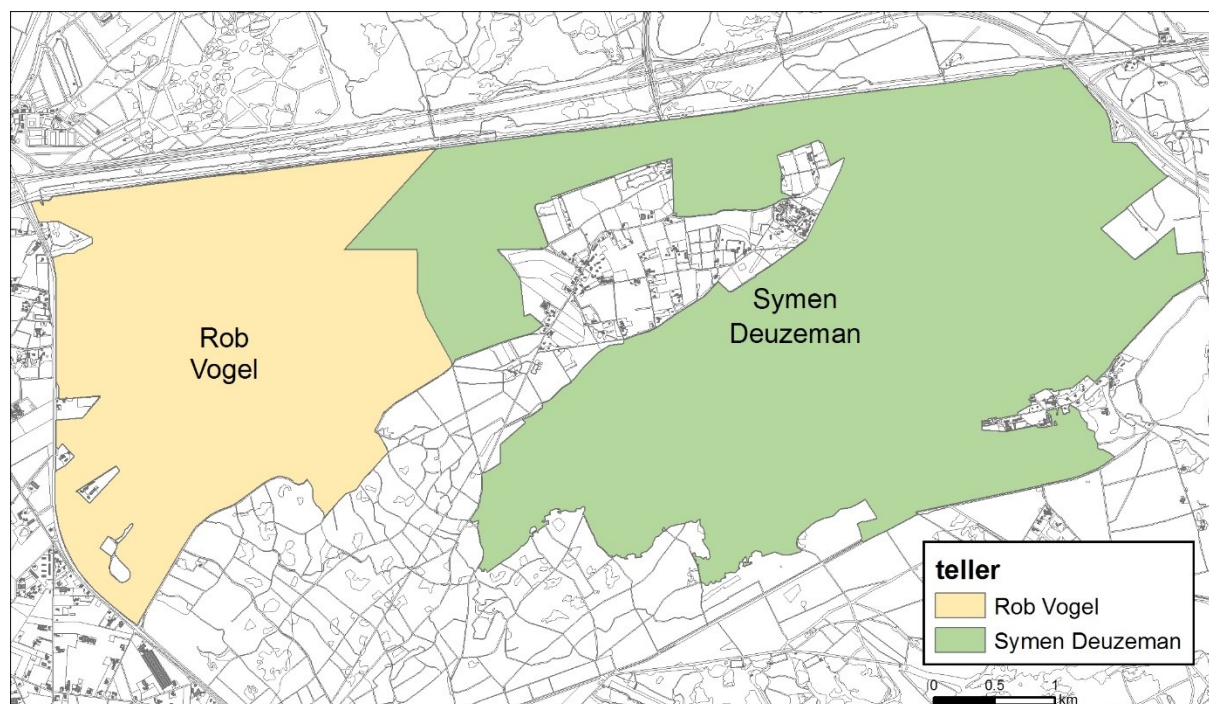 Rob
Vogel
Symen
Deuzeman
teller
Rob Vogel
Symen Deuzeman
0 0.5 1
km